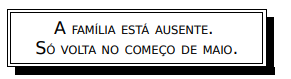 A FAMÍLIA ESTÁ AUSENTE.
SÓ VOLTA NO COMEÇO DE MAIO.